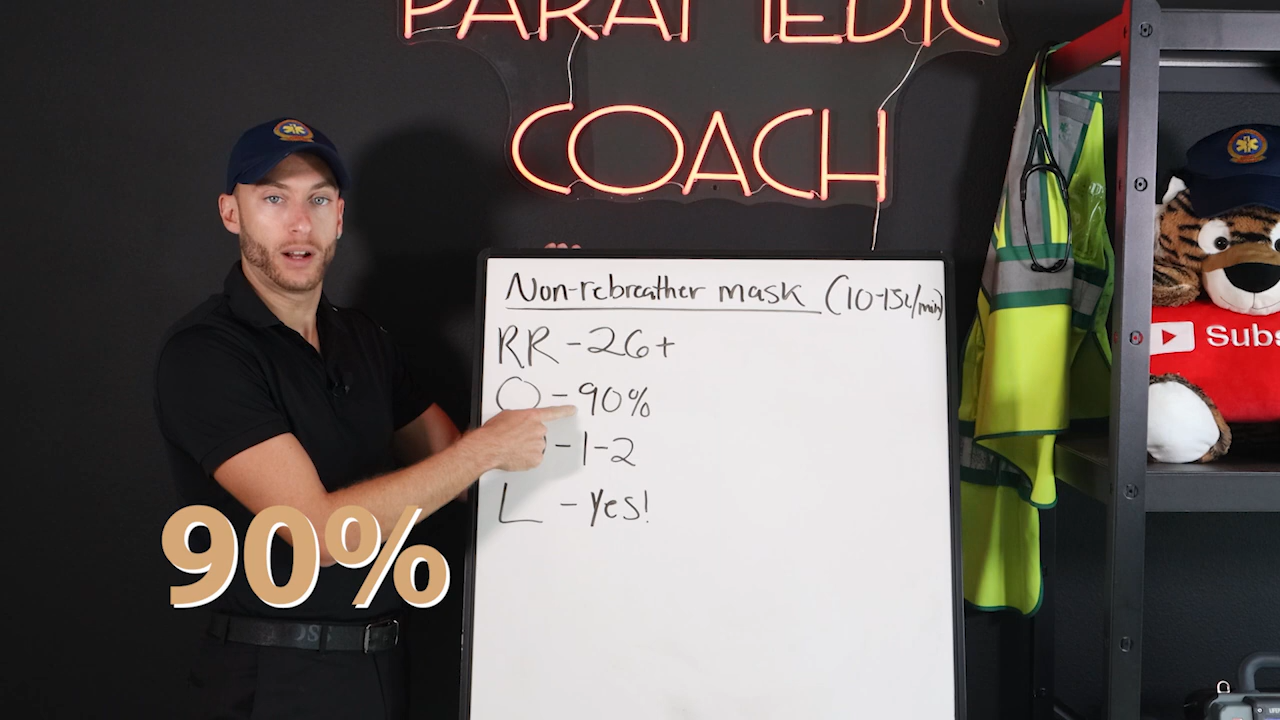 PARAMEDIC
COACH
Non-rebreather mask (10-15L/min)
RR - 26+
O - 90%
- 1-2
L - Yes!
90%
Subs